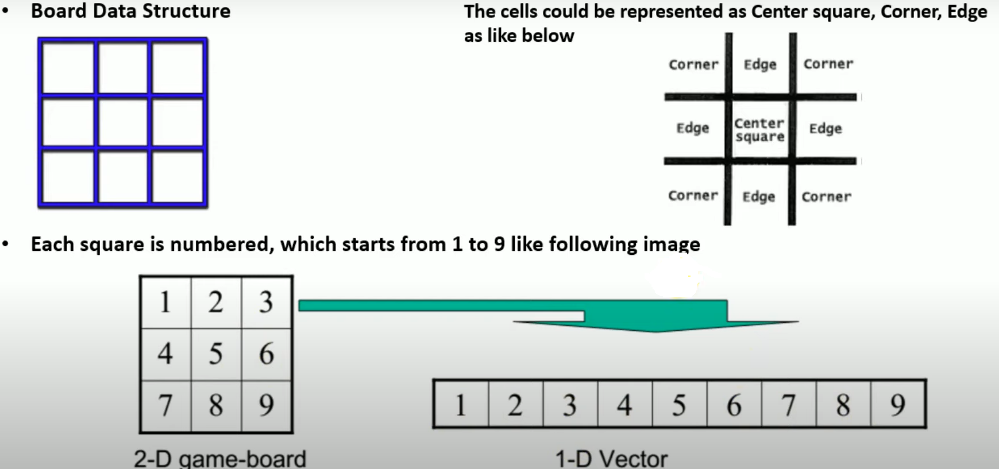 • Board Data Structure
The cells could be represented as Center square, Corner, Edge
as like below
Corner Edge Corner
Edge Center square Edge
Corner Edge Corner
• Each square is numbered, which starts from 1 to 9 like following image
1 2 3
4 5 6
7 8 9
2-D game-board
1 2 3 4 5 6 7 8 9
1-D Vector